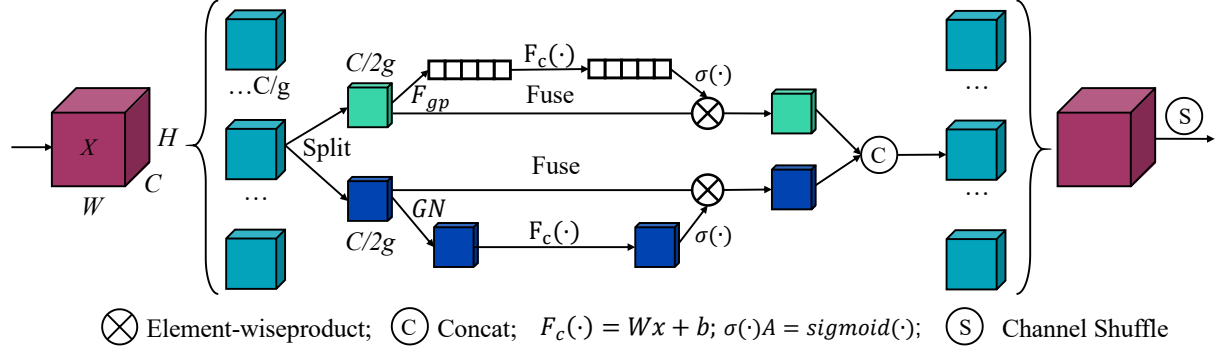 X
H
C
W
…C/g
…
Split
C/2g
F_gp
F_c(·)
σ(·)
Fuse
Fuse
GN
C/2g
F_c(·)
σ(·)
C
…
…
S
Element-wiseproduct; C Concat; F_c(·) = Wx + b; σ(·)A = sigmoid(·); S Channel Shuffle